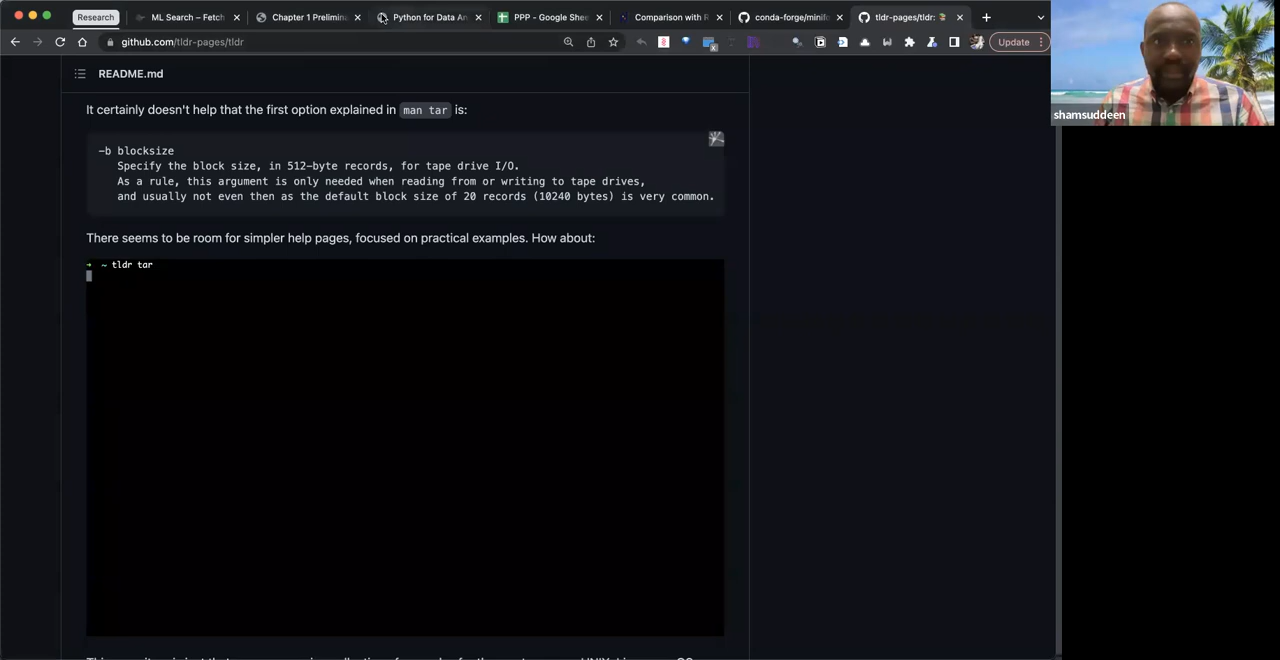 Research
ML Search – Fetch
Chapter 1 Prelimina
Python for Data An
PPP - Google Shee
Comparison with R
conda-forge/minifo
tldr-pages/tldr:
github.com/tldr-pages/tldr
Update
shamsuddeen
README.md
It certainly doesn't help that the first option explained in man tar is:
-b blocksize
Specify the block size, in 512-byte records, for tape drive I/O.
As a rule, this argument is only needed when reading from or writing to tape drives,
and usually not even then as the default block size of 20 records (10240 bytes) is very common.
There seems to be room for simpler help pages, focused on practical examples. How about:
→ ~ tldr tar